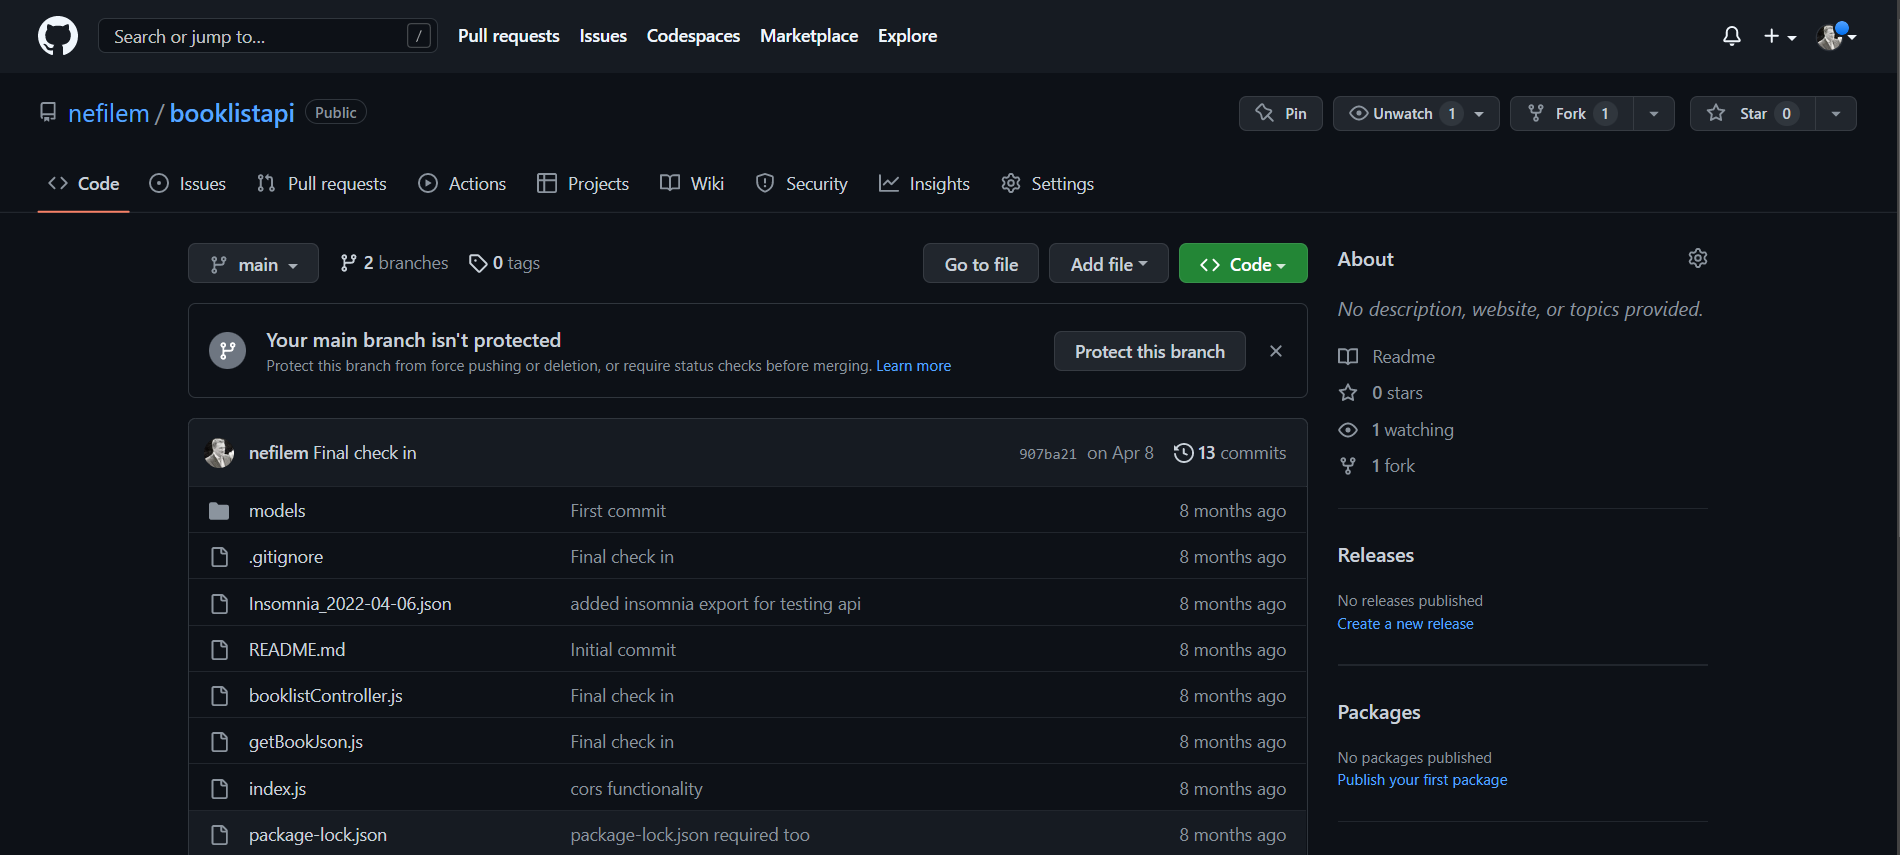 Search or jump to... /
Pull requests Issues Codespaces Marketplace Explore
nefilem / booklistapi Public
Pin Unwatch 1 Fork 1 Star 0
Code Issues Pull requests Actions Projects Wiki Security Insights Settings
main 2 branches 0 tags
Go to file Add file Code
Your main branch isn't protected
Protect this branch from force pushing or deletion, or require status checks before merging. Learn more
Protect this branch
nefilem Final check in 907ba21 on Apr 8 13 commits
models First commit 8 months ago
.gitignore Final check in 8 months ago
Insomnia_2022-04-06.json added insomnia export for testing api 8 months ago
README.md Initial commit 8 months ago
booklistController.js Final check in 8 months ago
getBookJson.js Final check in 8 months ago
index.js cors functionality 8 months ago
package-lock.json package-lock.json required too 8 months ago
About
No description, website, or topics provided.
Readme
0 stars
1 watching
1 fork
Releases
No releases published
Create a new release
Packages
No packages published
Publish your first package